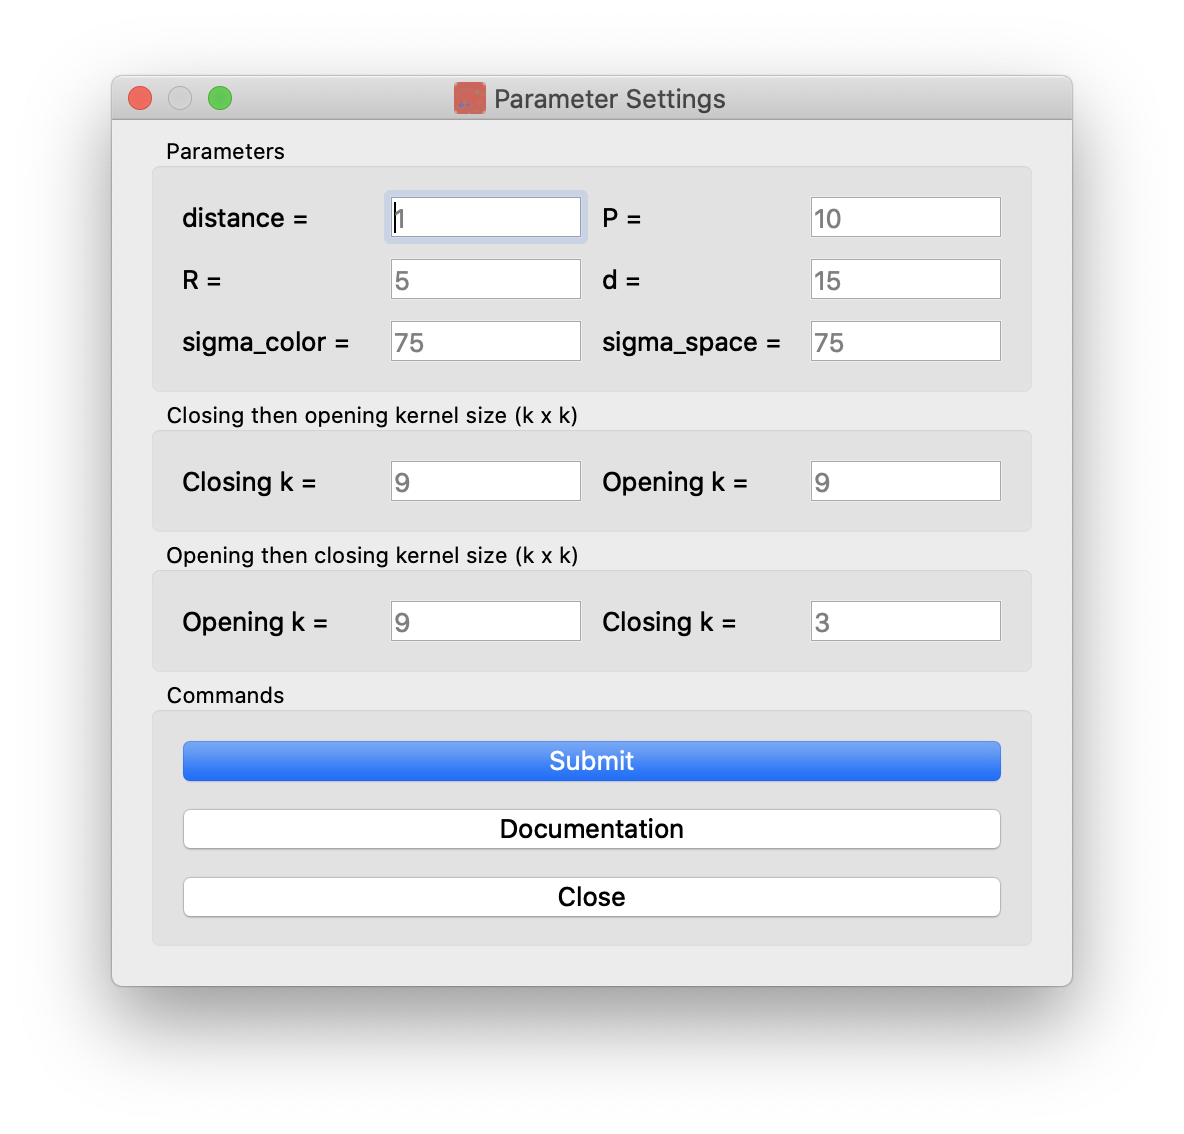 Parameter Settings
Parameters
distance = 1 P = 10
R = 5 d = 15
sigma_color = 75 sigma_space = 75
Closing then opening kernel size (k x k)
Closing k = 9 Opening k = 9
Opening then closing kernel size (k x k)
Opening k = 9 Closing k = 3
Commands
Submit
Documentation
Close